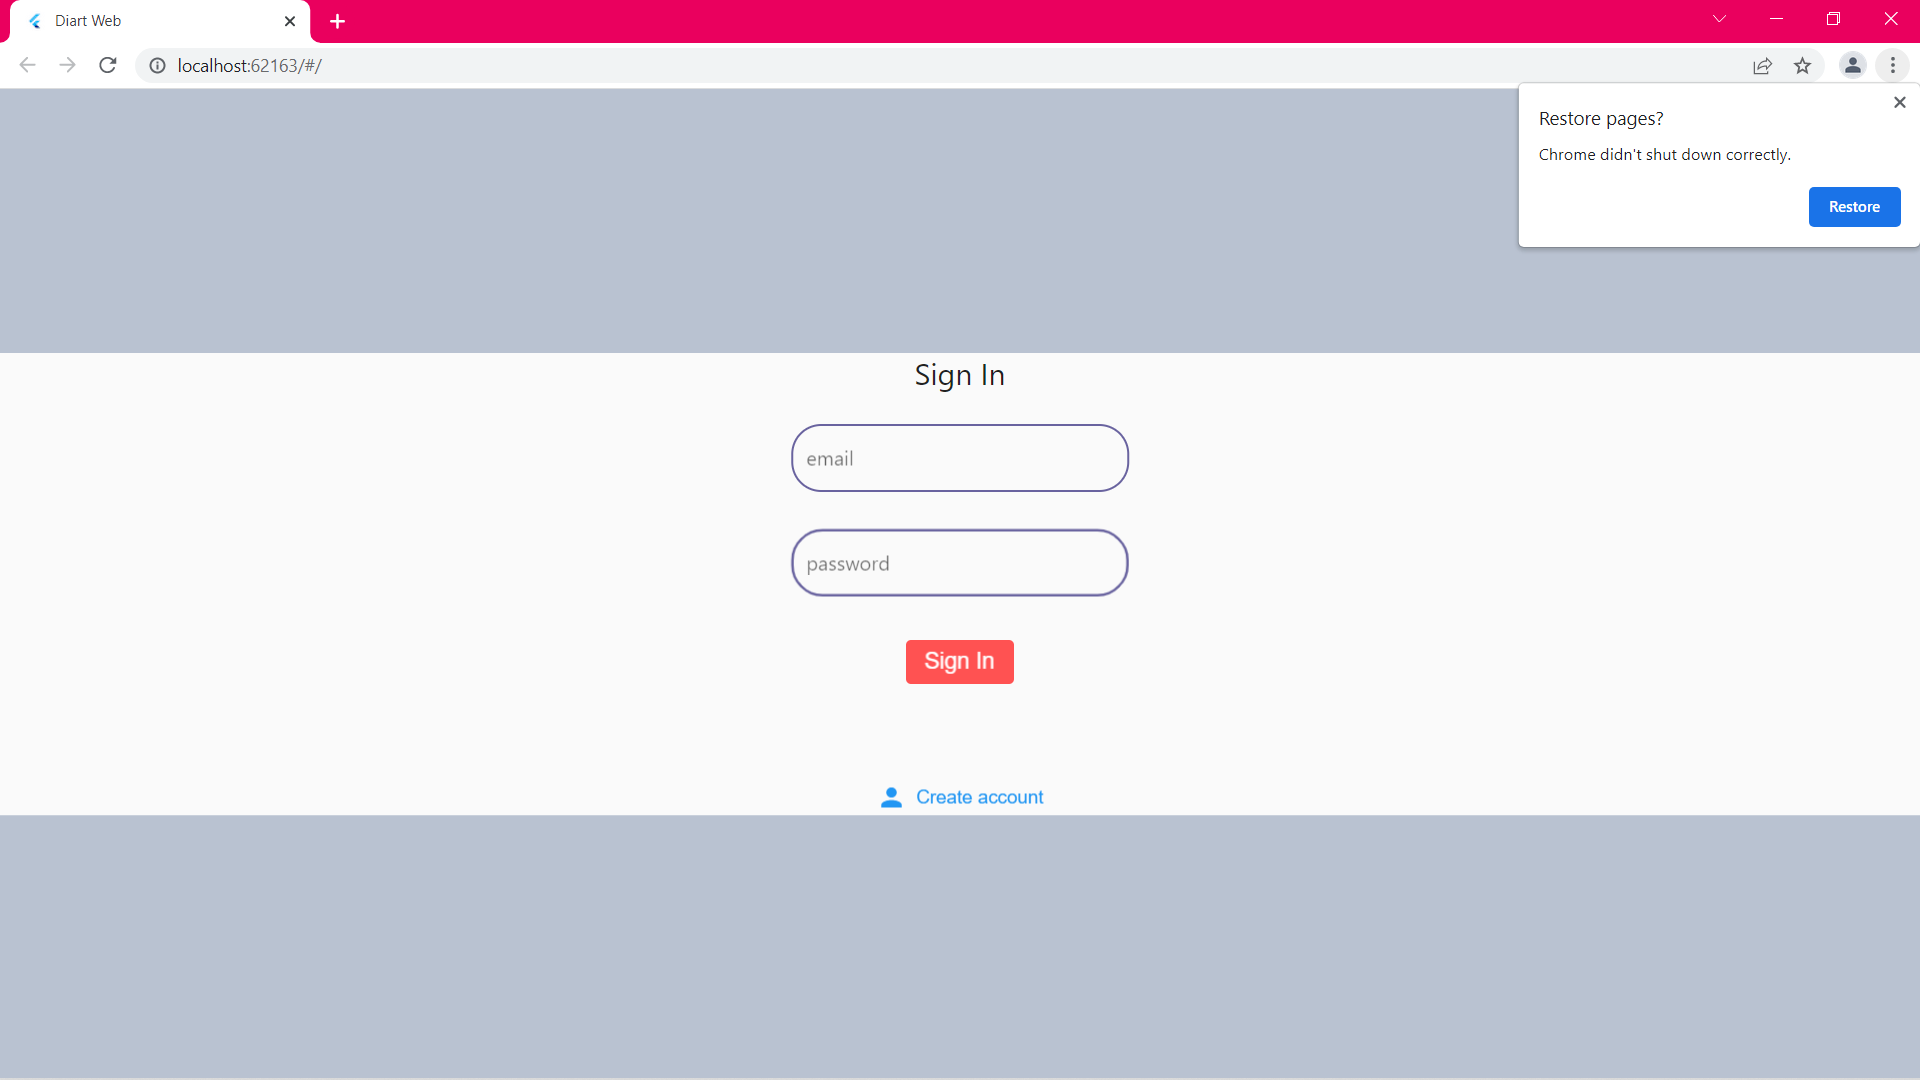 Diart Web
localhost:62163/#/
Restore pages?
Chrome didn't shut down correctly.
Restore
Sign In
email
password
Sign In
Create account